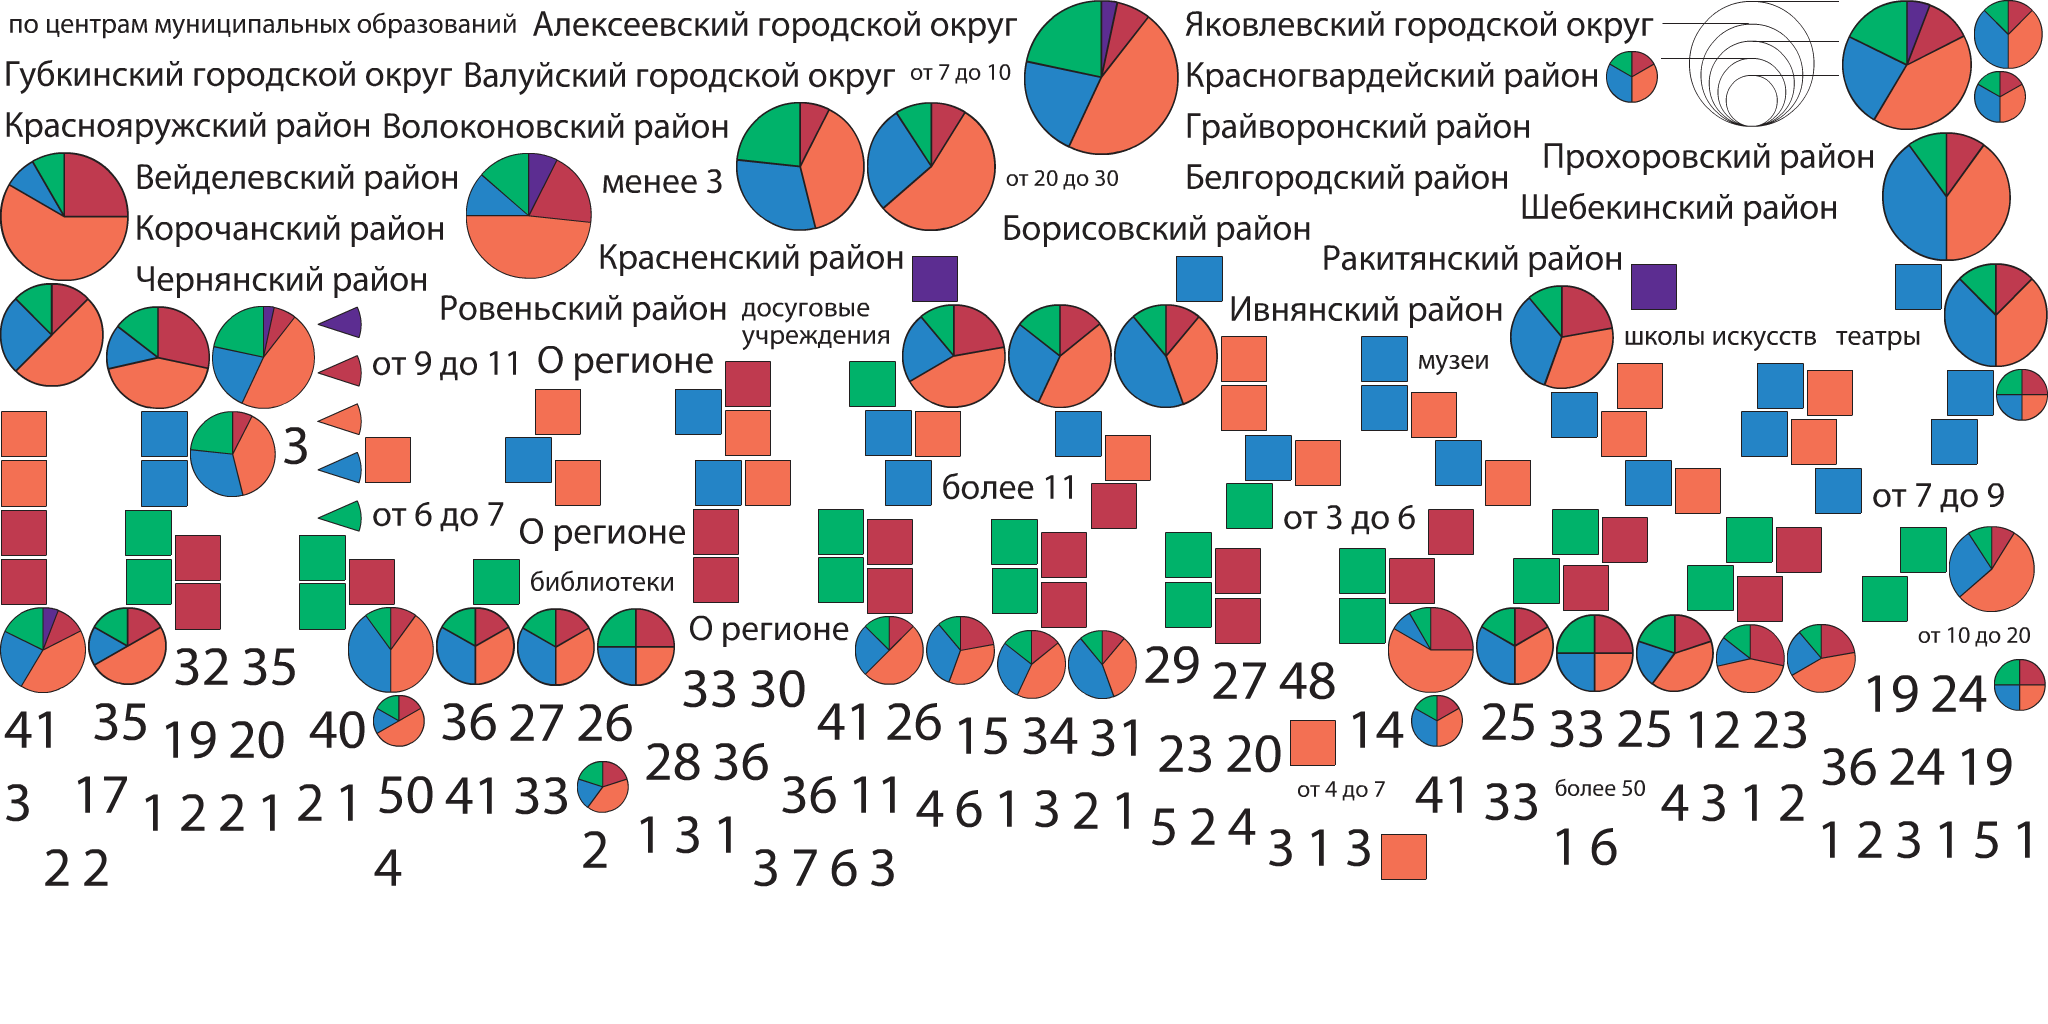 по центрам муниципальных образований
Алексеевский городской округ
Яковлевский городской округ
Губкинский городской округ
Валуйский городской округ
от 7 до 10
Красногвардейский район
Краснояружский район
Волоконовский район
Грайворонский район
Прохоровский район
Вейделевский район
менее 3
от 20 до 30
Белгородский район
Шебекинский район
Корочанский район
Борисовский район
Красненский район
Ракитянский район
Чернянский район
Ровеньский район
досуговые
учреждения
Ивнянский район
школы искусств
театры
от 9 до 11
О регионе
музеи
3
более 11
от 7 до 9
от 6 до 7
О регионе
от 3 до 6
библиотеки
О регионе
от 10 до 20
32 35
33 30
29
27 48
19 24
41
35
19 20
40
36 27 26
28 36
41 26
15 34 31
23 20
14
25 33 25 12 23
36 24 19
3
17
1 2 2 1
2 1
50 41 33
36 11
4 6 1 3 2 1
от 4 до 7
41 33
более 50
4 3 1 2
2
1 3 1
5 2 4
3 1 3
1 6
1 2 3 1 5 1
2 2
4
3 7 6 3